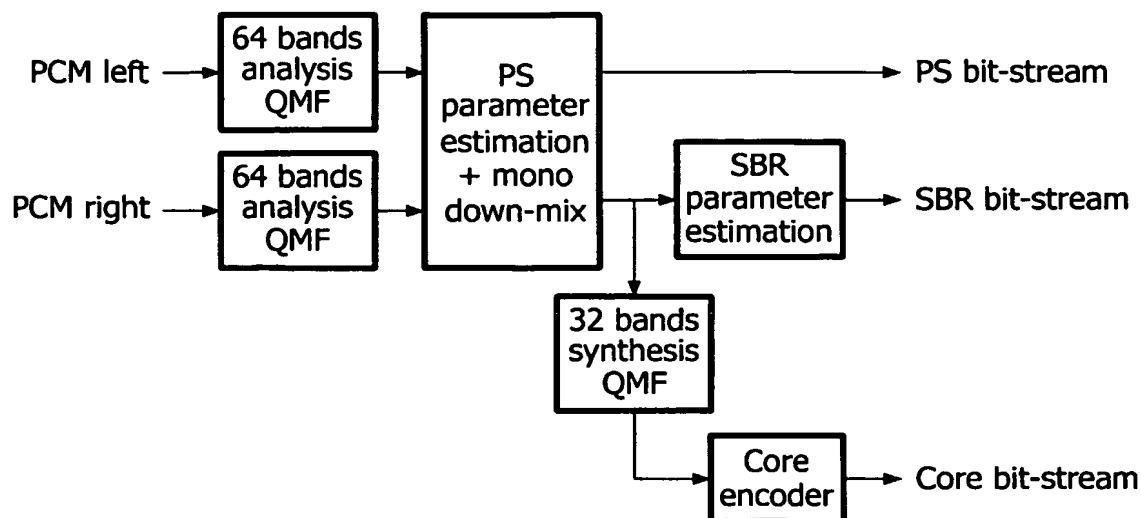 PCM left
64 bands
analysis
QMF
PCM right
64 bands
analysis
QMF
PS
parameter
estimation
+ mono
down-mix
PS bit-stream
SBR
parameter
estimation
SBR bit-stream
32 bands
synthesis
QMF
Core
encoder
Core bit-stream